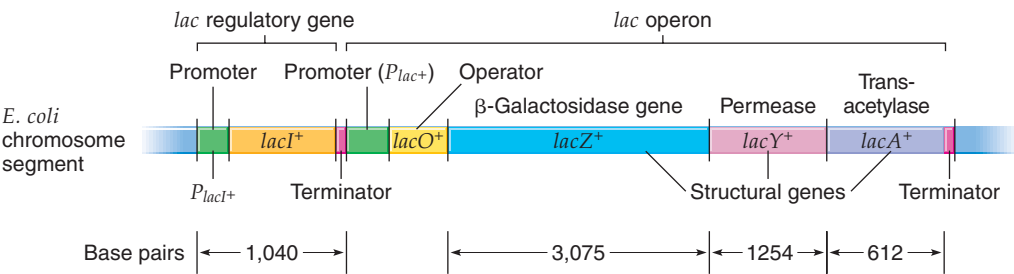 lac regulatory gene
lac operon
Promoter
Promoter (Plac+)
Operator
β-Galactosidase gene
Permease
Trans-
acetylase
E. coli
chromosome
segment
lacI+
lacO+
lacZ+
lacY+
lacA+
PlacI+
Terminator
Structural genes
Terminator
Base pairs
1,040
3,075
1254
612